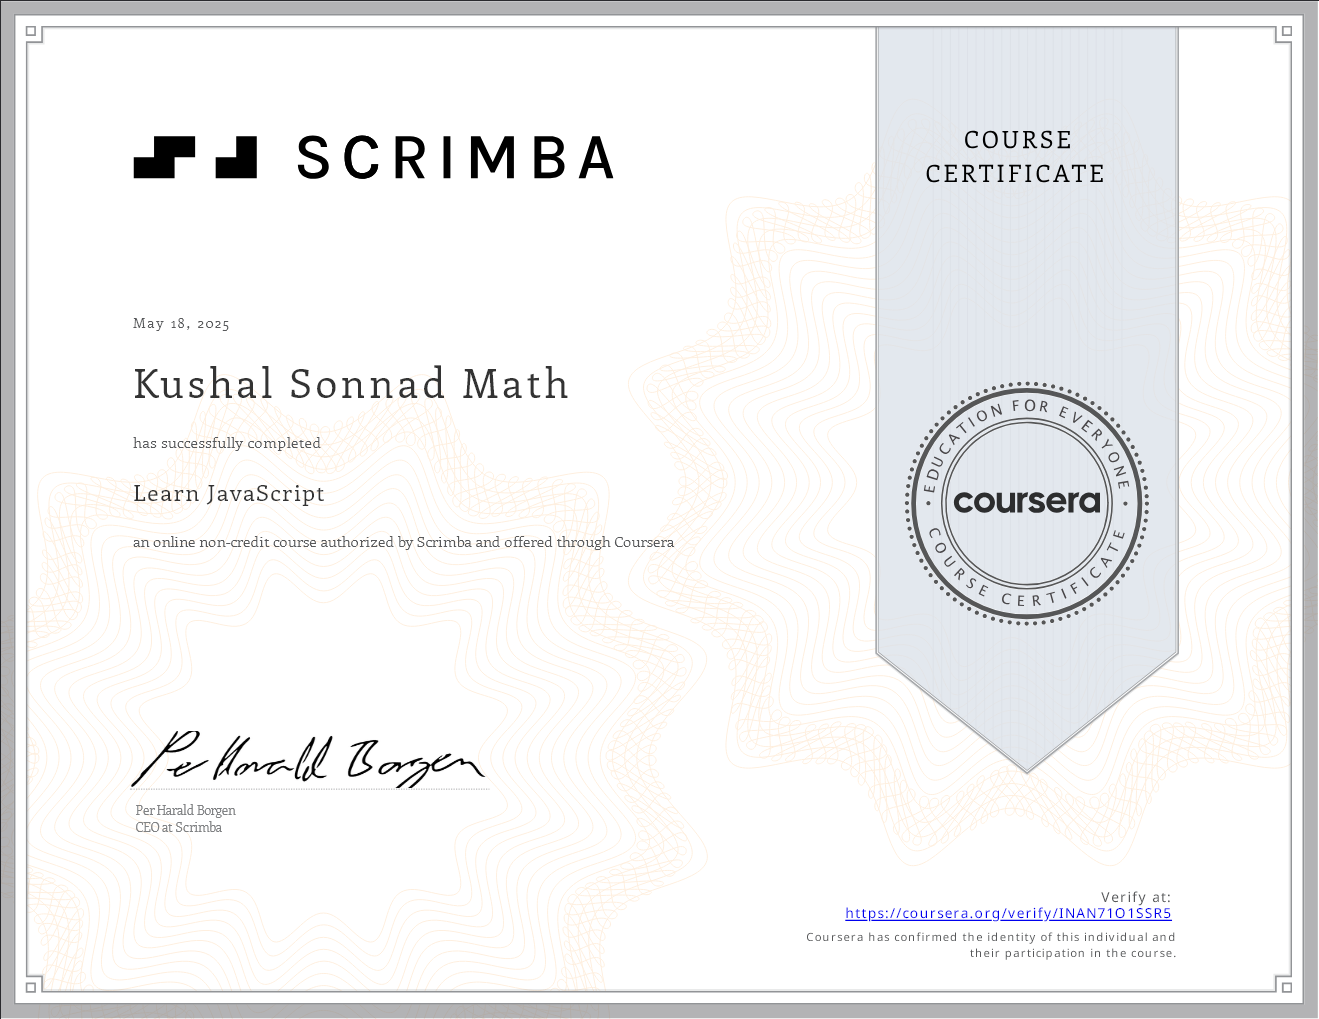 SCRIMBA
COURSE
CERTIFICATE
May 18, 2025
Kushal Sonnad Math
has successfully completed
Learn JavaScript
an online non-credit course authorized by Scrimba and offered through Coursera
EDUCATION FOR EVERYONE
coursera
COURSE CERTIFICATE
Per Harald Borgen
Per Harald Borgen
CEO at Scrimba
Verify at:
https://coursera.org/verify/INAN71O1SSR5
Coursera has confirmed the identity of this individual and
their participation in the course.